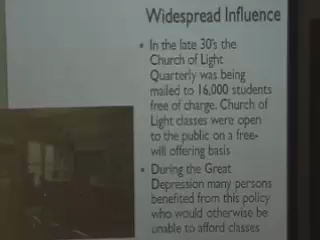 Widespread Influence
• In the late 30's the
Church of Light
Quarterly was being
mailed to 16,000 students
free of charge. Church of
Light classes were open
to the public on a free-
will offering basis
• During the Great
Depression many persons
benefited from this policy
who would otherwise be
unable to afford classes